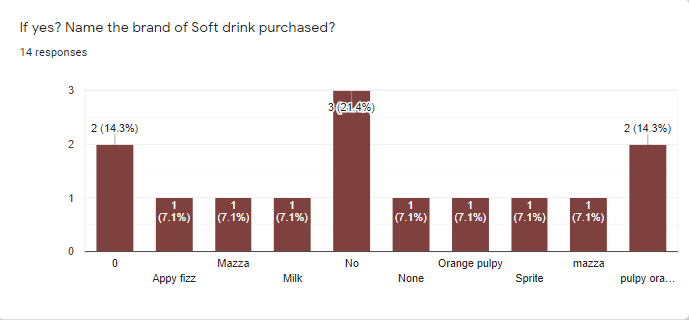 If yes? Name the brand of Soft drink purchased?
14 responses
3
2
1
0
2 (14.3%)
1
(7.1%)
1
(7.1%)
1
(7.1%)
3 (21.4%)
1
(7.1%)
1
(7.1%)
1
(7.1%)
1
(7.1%)
2 (14.3%)
0
Appy fizz
Mazza
Milk
No
None
Orange pulpy
Sprite
mazza
pulpy ora...